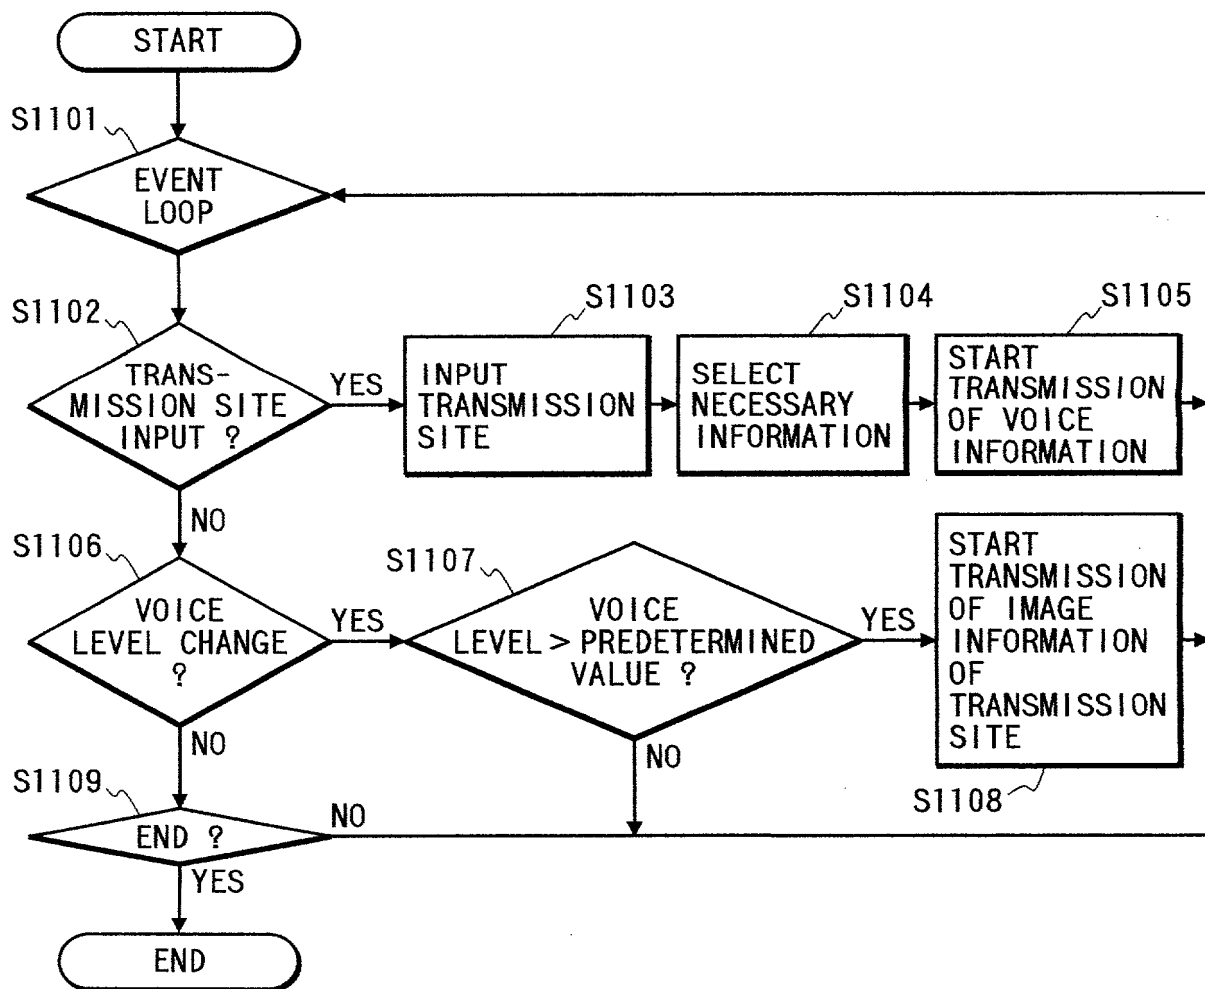 START
S1101
EVENT
LOOP
S1102
TRANS-
MISSION SITE
INPUT ?
YES
S1103
INPUT
TRANSMISSION
SITE
S1104
SELECT
NECESSARY
INFORMATION
S1105
START
TRANSMISSION
OF VOICE
INFORMATION
NO
S1106
VOICE
LEVEL CHANGE
?
YES
S1107
VOICE
LEVEL > PREDETERMINED
VALUE ?
YES
START
TRANSMISSION
OF IMAGE
INFORMATION
OF
TRANSMISSION
SITE
S1108
NO
NO
S1109
END ?
NO
YES
END